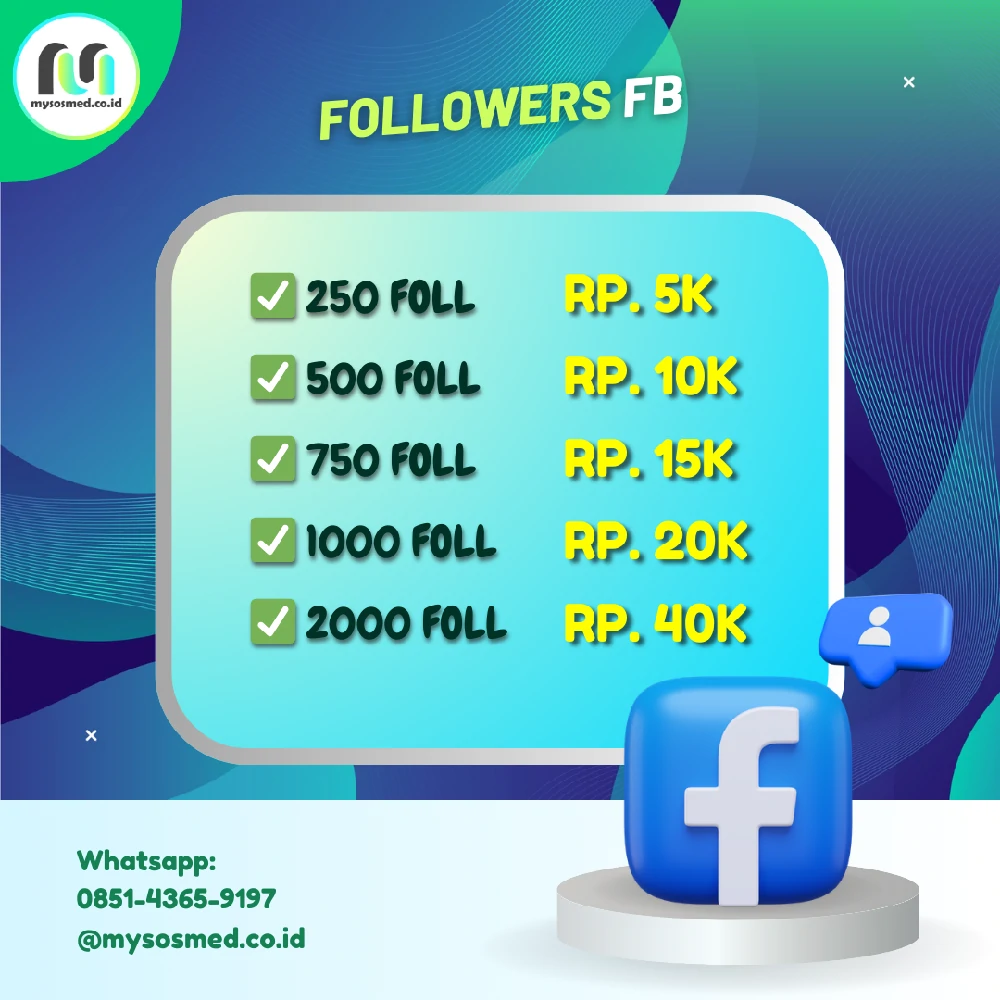 mysosmed.co.id
FOLLOWERS FB
250 FOLL RP. 5K
500 FOLL RP. 10K
750 FOLL RP. 15K
1000 FOLL RP. 20K
2000 FOLL RP. 40K
Whatsapp:
0851-4365-9197
@mysosmed.co.id